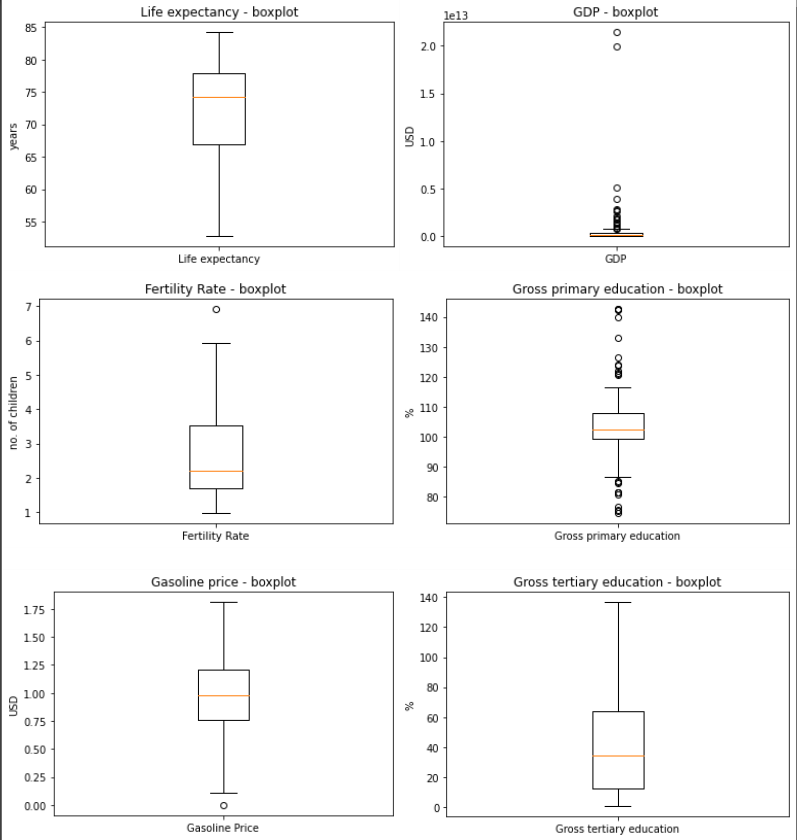 Life expectancy - boxplot
85
80
75
70
65
60
55
years
Life expectancy
GDP - boxplot
1e13
2.0
1.5
1.0
0.5
0.0
USD
GDP
Fertility Rate - boxplot
7
6
5
4
3
2
1
no. of children
Fertility Rate
Gross primary education - boxplot
140
130
120
110
100
90
80
%
Gross primary education
Gasoline price - boxplot
1.75
1.50
1.25
1.00
0.75
0.50
0.25
0.00
USD
Gasoline Price
Gross tertiary education - boxplot
140
120
100
80
60
40
20
0
%
Gross tertiary education